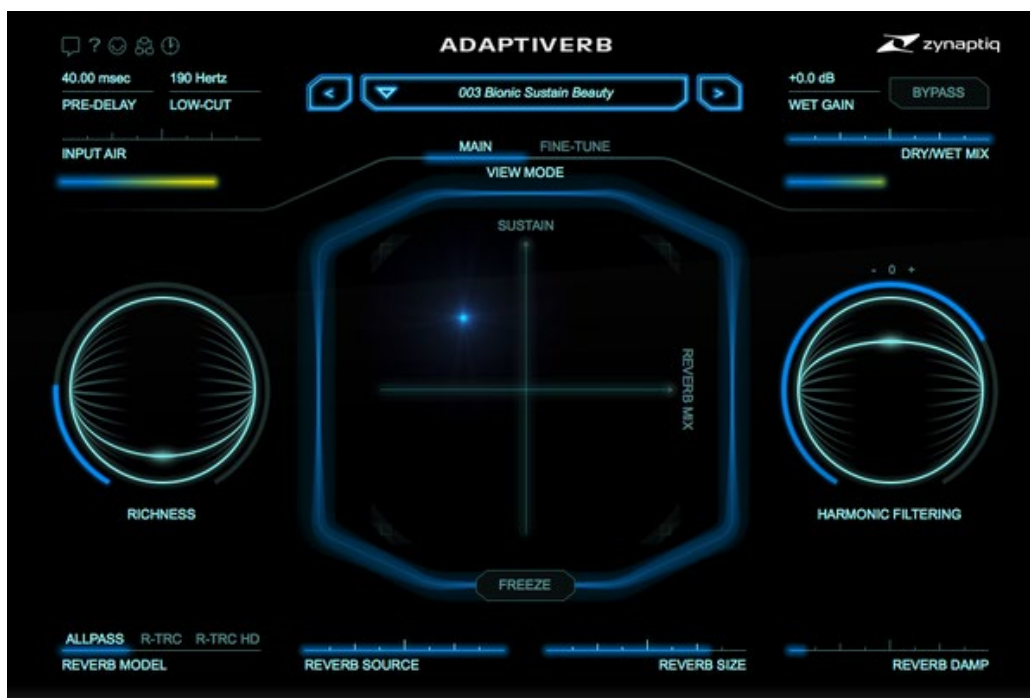 ?
ADAPTIVERB
zynaptiq
40.00 msec
190 Hertz
PRE-DELAY
LOW-CUT
<
003 Bionic Sustain Beauty
>
+0.0 dB
WET GAIN
BYPASS
INPUT AIR
MAIN
FINE-TUNE
VIEW MODE
DRY/WET MIX
SUSTAIN
REVERB MIX
- 0 +
RICHNESS
HARMONIC FILTERING
FREEZE
ALLPASS R-TRC R-TRC HD
REVERB MODEL
REVERB SOURCE
REVERB SIZE
REVERB DAMP